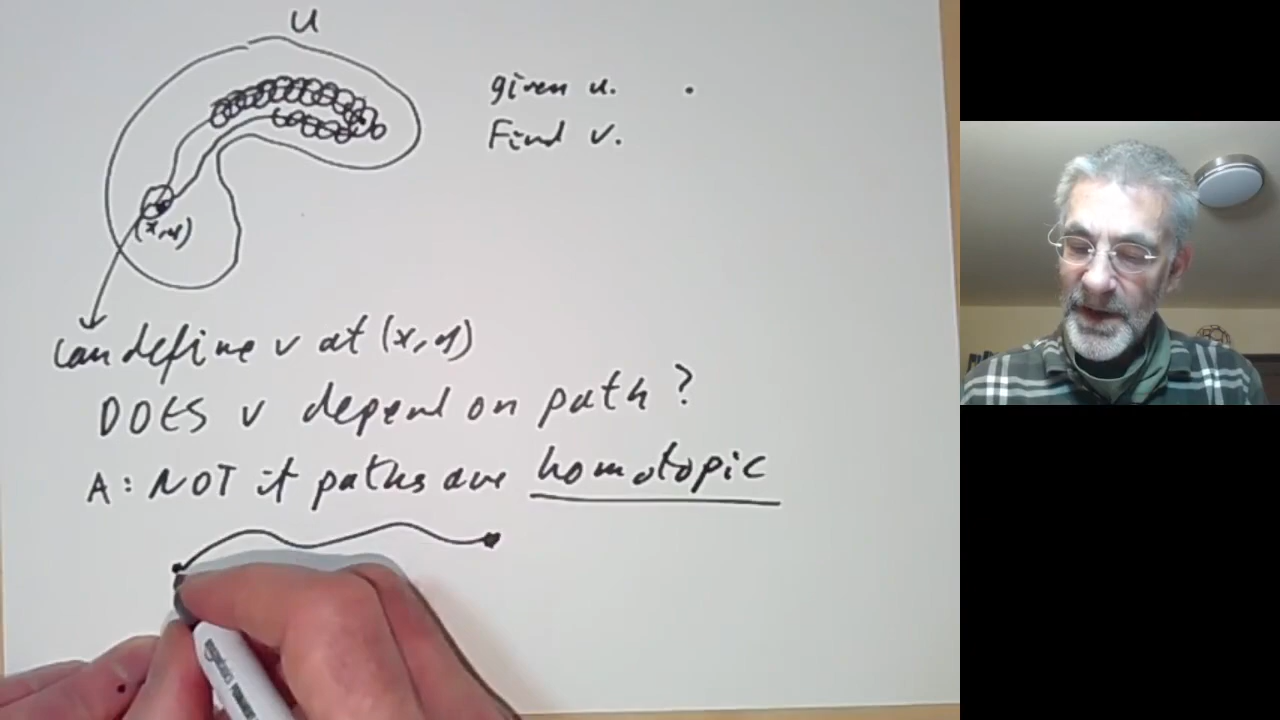 U
given u.
Find v.
(x,y)
Can define v at (x,y)
DOES v depend on path?
A: NOT if paths are homotopic